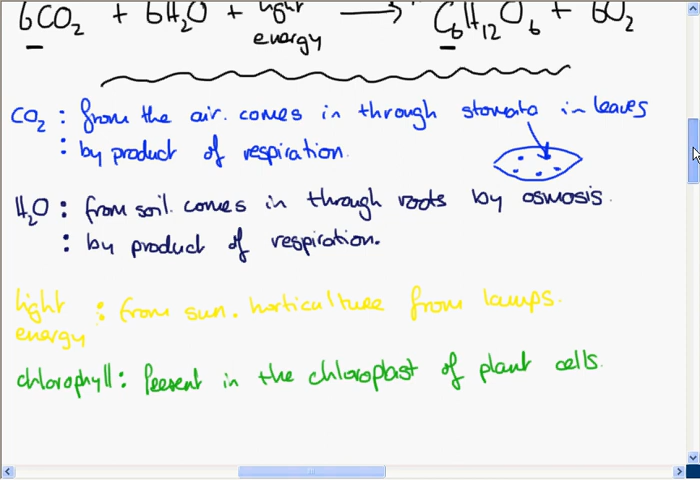 6CO₂ + 6H₂O + light energy → C₆H₁₂O₆ + 6O₂
CO₂ : from the air. comes in through stomata in leaves
: by product of respiration.
H₂O : from soil. comes in through roots by osmosis.
: by product of respiration.
light energy : from sun. horticulture from lamps.
chlorophyll : Present in the chloroplast of plant cells.